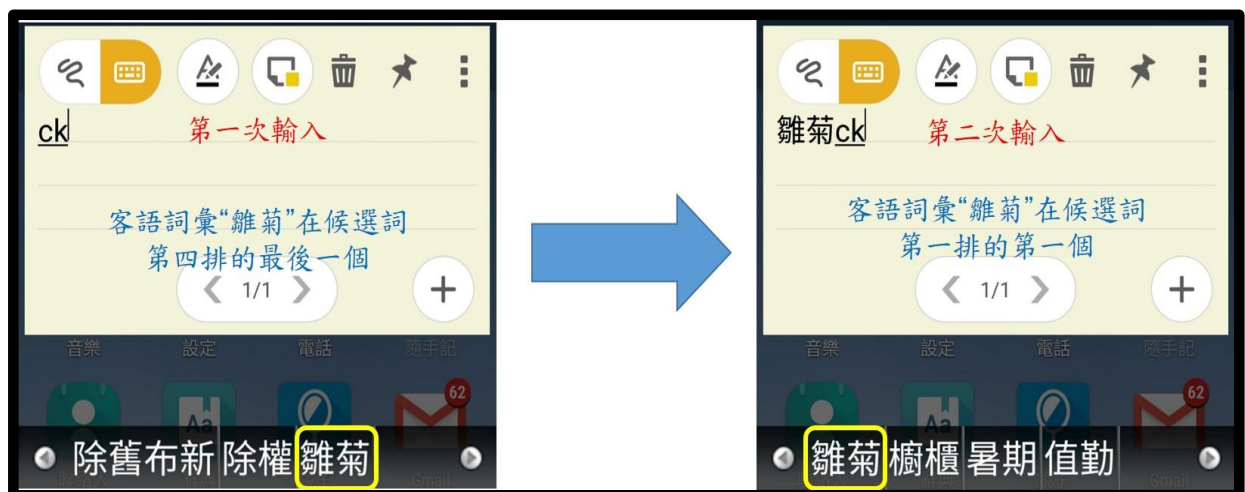 ck
第一次輸入
客語詞彙“雛菊”在候選詞
第四排的最後一個
1/1
音樂 設定 電話 隨手記
62
Aa
除舊布新 除權 雛菊
Gmail
雛菊ck
第二次輸入
客語詞彙“雛菊”在候選詞
第一排的第一個
1/1
音樂 設定 電話 隨手記
62
Aa
雛菊 櫥櫃 暑期 值勤
Gmail